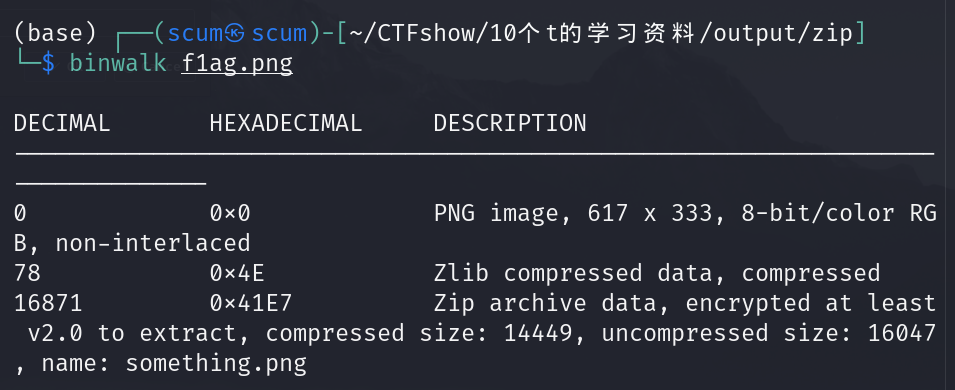 (base) ┌──(scum㉿scum)-[~/CTFshow/10个t的学习资料/output/zip]
└─$ binwalk f1ag.png
DECIMAL       HEXADECIMAL     DESCRIPTION
--------------------------------------------------------------------------------
0             0x0             PNG image, 617 x 333, 8-bit/color RG
B, non-interlaced
78            0x4E            Zlib compressed data, compressed
16871         0x41E7          Zip archive data, encrypted at least
 v2.0 to extract, compressed size: 14449, uncompressed size: 16047
, name: something.png